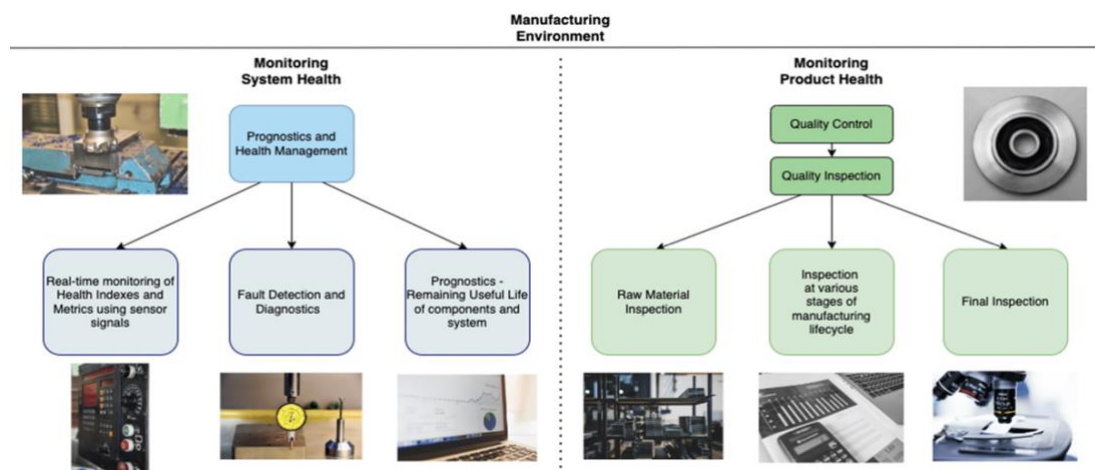 Manufacturing
Environment
Monitoring
System Health
Prognostics and
Health Management
Real-time monitoring of
Health Indexes and
Metrics using sensor
signals
Fault Detection and
Diagnostics
Prognostics -
Remaining Useful Life
of components and
system
Monitoring
Product Health
Quality Control
Quality Inspection
Raw Material
Inspection
Inspection
at various
stages of
manufacturing
lifecycle
Final Inspection